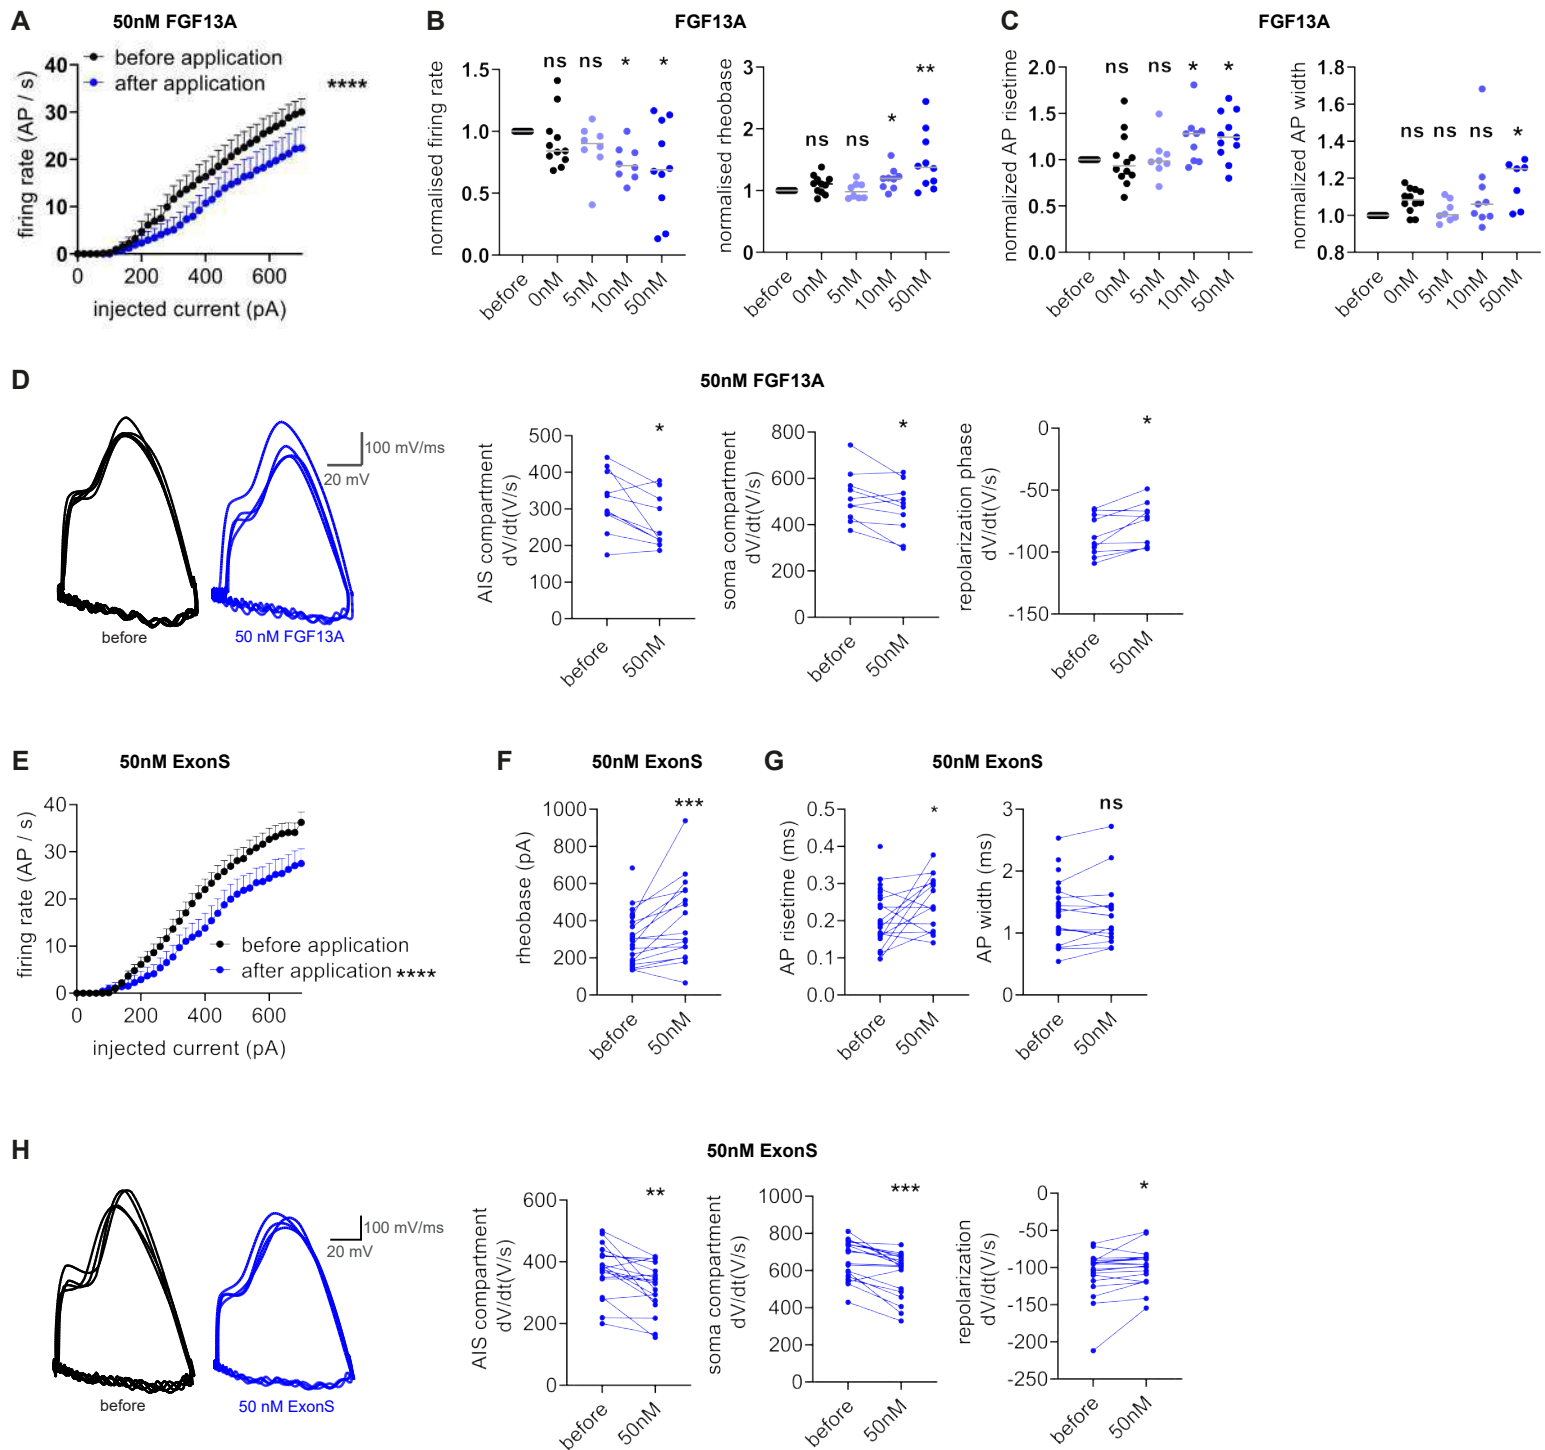 A 50nM FGF13A
before application
after application
****
firing rate (AP / s)
40
30
20
10
0
0 200 400 600
injected current (pA)
B FGF13A
normalised firing rate
1.5
1.0
0.5
0.0
ns ns * *
before 0nM 5nM 10nM 50nM
normalised rheobase
3
2
1
0
ns ns * **
before 0nM 5nM 10nM 50nM
C FGF13A
normalized AP risetime
2.0
1.5
1.0
0.5
0.0
ns ns * *
before 0nM 5nM 10nM 50nM
normalized AP width
1.8
1.6
1.4
1.2
1.0
0.8
ns ns ns *
before 0nM 5nM 10nM 50nM
D 50nM FGF13A
100 mV/ms
20 mV
before
50 nM FGF13A
AIS compartment
dV/dt(V/s)
500
400
300
200
100
0
*
before 50nM
soma compartment
dV/dt(V/s)
800
600
400
200
0
*
before 50nM
repolarization phase
dV/dt(V/s)
0
-50
-100
-150
*
before 50nM
E 50nM ExonS
firing rate (AP / s)
40
30
20
10
0
before application
after application ****
0 200 400 600
injected current (pA)
F 50nM ExonS
rheobase (pA)
1000
800
600
400
200
0
***
before 50nM
G 50nM ExonS
AP risetime (ms)
0.5
0.4
0.3
0.2
0.1
0.0
*
before 50nM
AP width (ms)
3
2
1
0
ns
before 50nM
H 50nM ExonS
100 mV/ms
20 mV
before
50 nM ExonS
AIS compartment
dV/dt(V/s)
600
400
200
0
**
before 50nM
soma compartment
dV/dt(V/s)
1000
800
600
400
200
0
***
before 50nM
repolarization
dV/dt(V/s)
0
-50
-100
-150
-200
-250
*
before 50nM